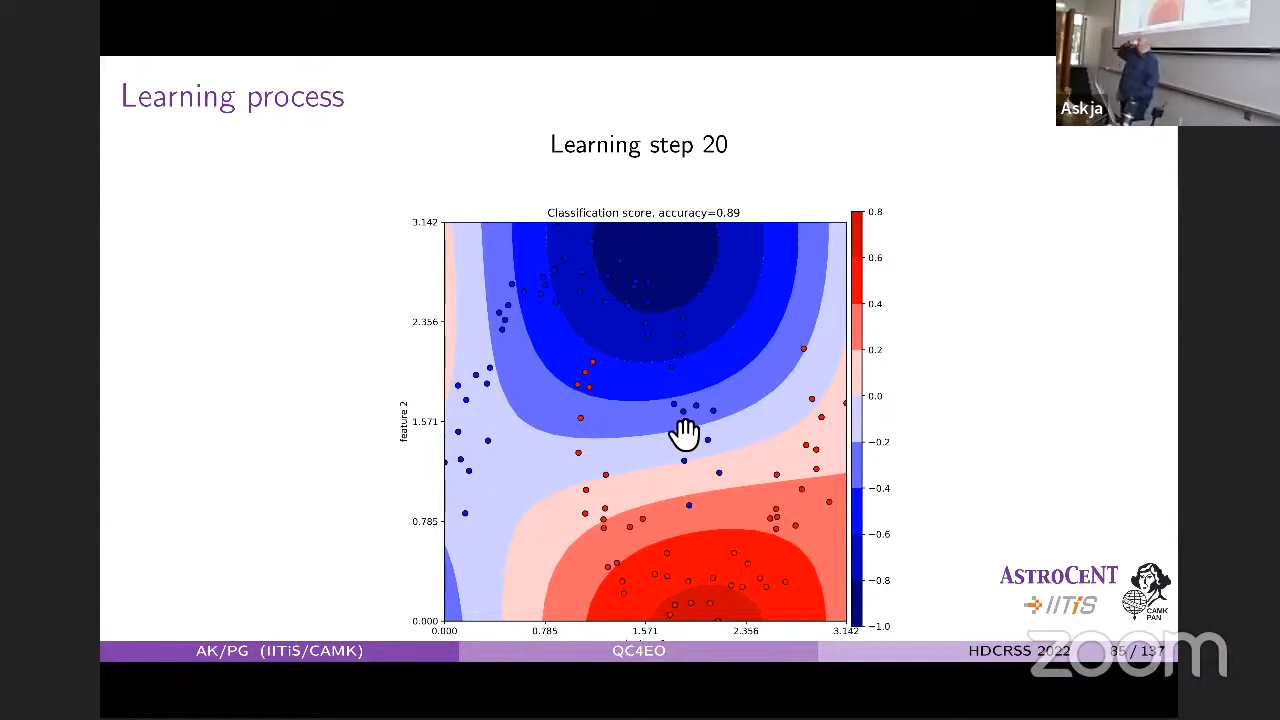 Askja
Learning process
Learning step 20
Classification score, accuracy=0.89
3.142
2.356
1.571
0.785
0.000
feature 2
0.000
0.785
1.571
2.356
3.142
0.8
0.6
0.4
0.2
0.0
−0.2
−0.4
−0.6
−0.8
−1.0
ASTROCENT
IITiS
CAMK
PAN
AK/PG (IITiS/CAMK)
QC4EO
HDCRSS 2022
85 / 137
zoom